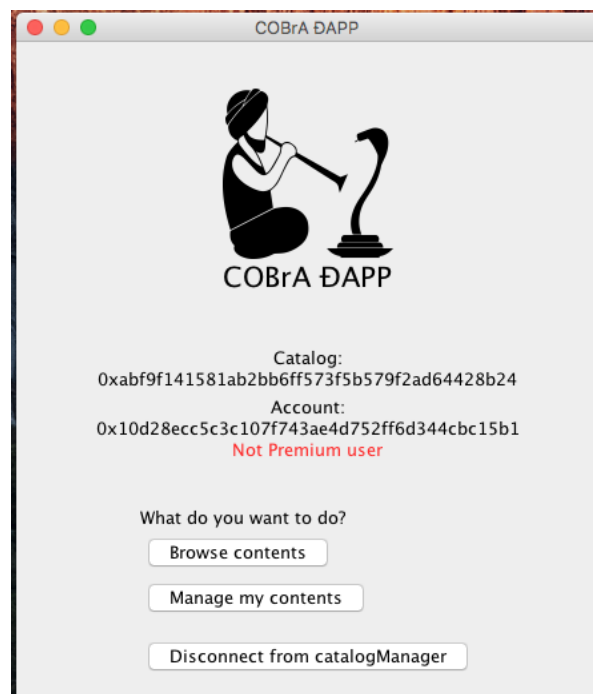 COBrA ĐAPP
COBrA ĐAPP
Catalog:
0xabf9f141581ab2bb6ff573f5b579f2ad64428b24
Account:
0x10d28ecc5c3c107f743ae4d752ff6d344cbc15b1
Not Premium user
What do you want to do?
Browse contents
Manage my contents
Disconnect from catalogManager